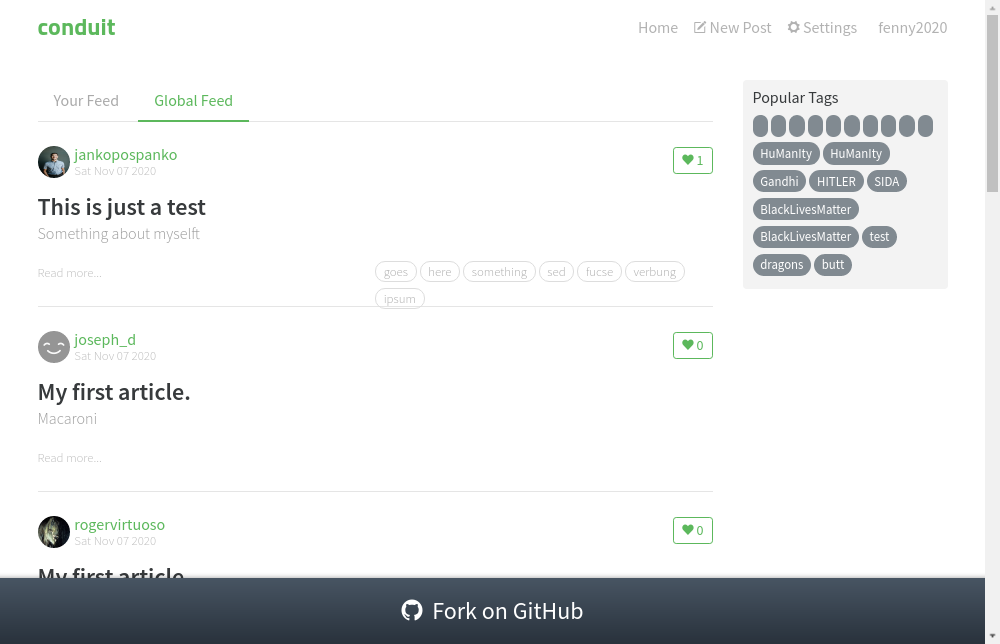 conduit
Home New Post Settings fenny2020
Your Feed Global Feed
Popular Tags
HuManIty HuManIty
Gandhi HITLER SIDA
BlackLivesMatter
BlackLivesMatter test
dragons butt
jankopospanko
Sat Nov 07 2020
1
This is just a test
Something about myselft
Read more...
goes here something sed fucse verbung
ipsum
joseph_d
Sat Nov 07 2020
0
My first article.
Macaroni
Read more...
rogervirtuoso
Sat Nov 07 2020
0
My first article
Fork on GitHub